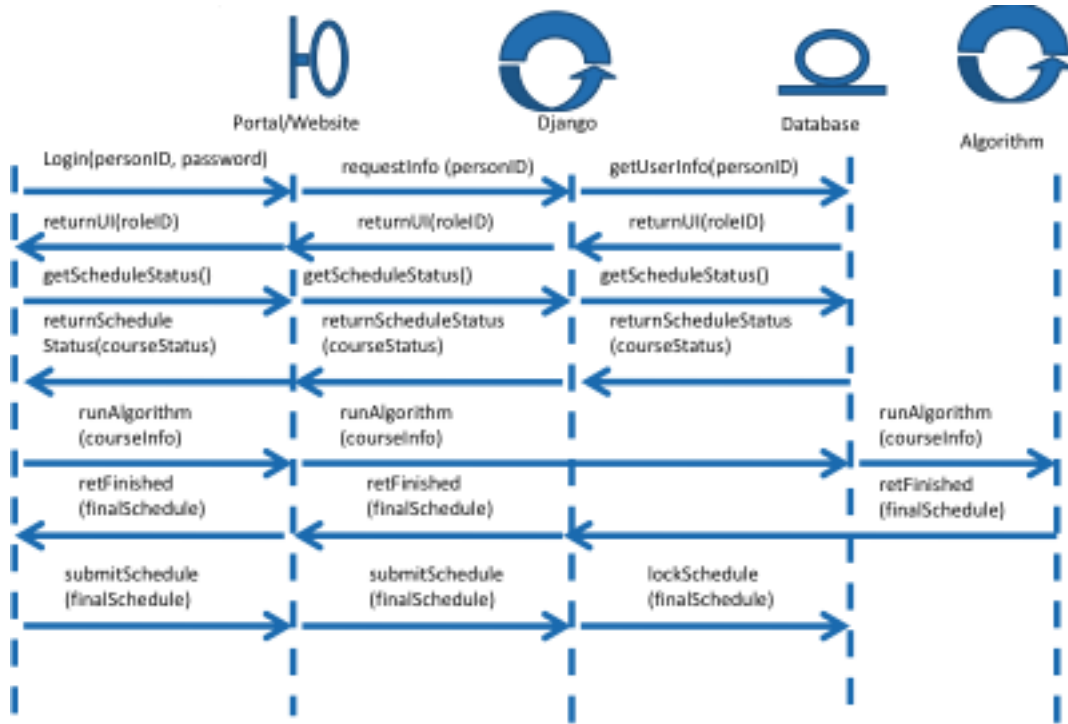 Portal/Website
Django
Database
Algorithm
Login(personID, password)
requestInfo (personID)
getUserInfo(personID)
returnUI(roleID)
returnUI(roleID)
returnUI(roleID)
getScheduleStatus()
getScheduleStatus()
getScheduleStatus()
returnSchedule
Status(courseStatus)
returnScheduleStatus
(courseStatus)
returnScheduleStatus
(courseStatus)
runAlgorithm
(courseInfo)
runAlgorithm
(courseInfo)
runAlgorithm
(courseInfo)
retFinished
(finalSchedule)
retFinished
(finalSchedule)
retFinished
(finalSchedule)
submitSchedule
(finalSchedule)
submitSchedule
(finalSchedule)
lockSchedule
(finalSchedule)